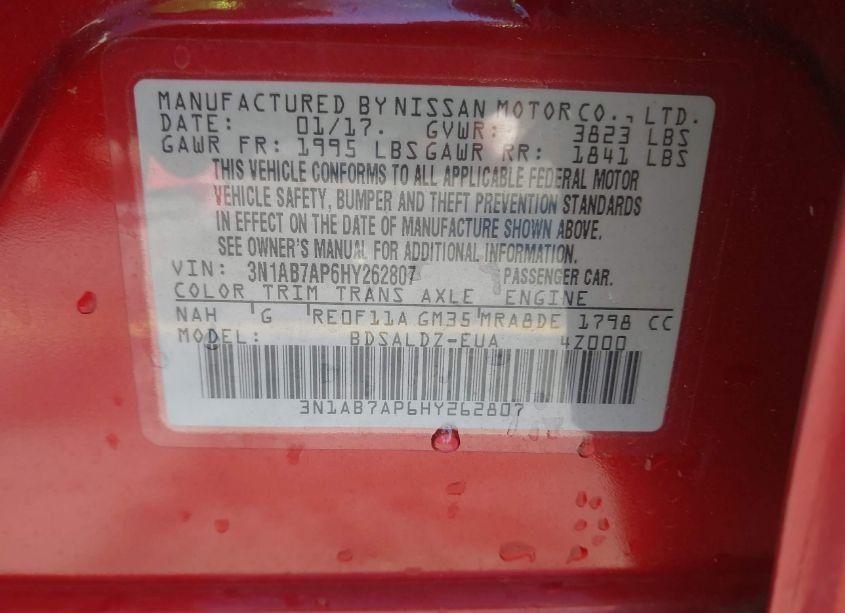 MANUFACTURED BY NISSAN MOTOR CO., LTD.
DATE: 01/17. GVWR: 3823 LBS
GAWR FR: 1995 LBS GAWR RR: 1841 LBS
THIS VEHICLE CONFORMS TO ALL APPLICABLE FEDERAL MOTOR
VEHICLE SAFETY, BUMPER AND THEFT PREVENTION STANDARDS
IN EFFECT ON THE DATE OF MANUFACTURE SHOWN ABOVE.
SEE OWNER'S MANUAL FOR ADDITIONAL INFORMATION.
VIN: 3N1AB7AP6HY262807 PASSENGER CAR.
COLOR TRIM TRANS AXLE ENGINE
NAH G RE0F11A GM35 MRA8DE 1798 CC
MODEL: BDSALDZ-EUA 4Z000
3N1AB7AP6HY262807